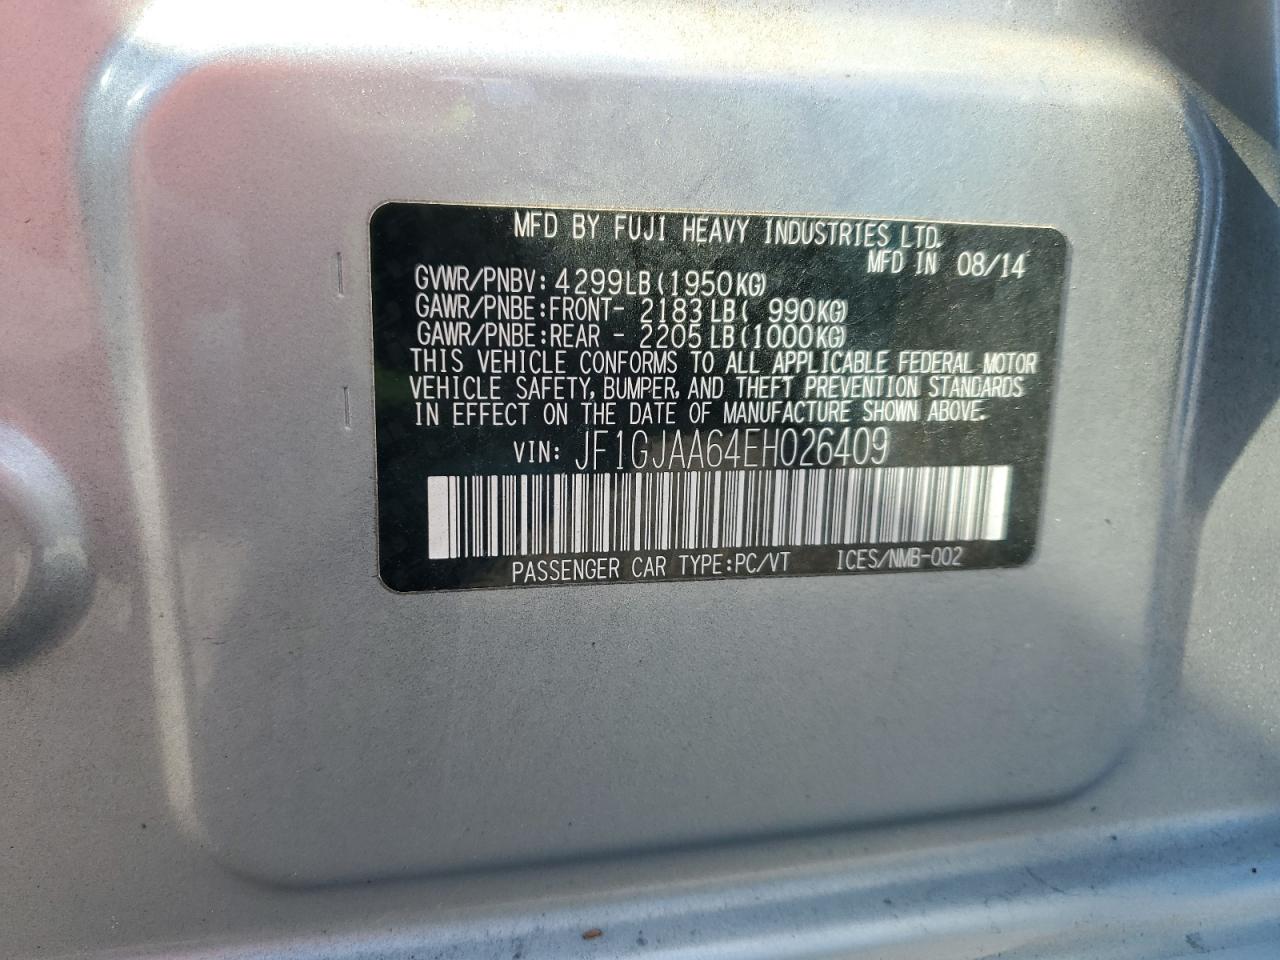 MFD BY FUJI HEAVY INDUSTRIES LTD.
MFD IN 08/14
GVWR/PNBV: 4299LB(1950KG)
GAWR/PNBE:FRONT- 2183LB( 990KG)
GAWR/PNBE:REAR - 2205LB(1000KG)
THIS VEHICLE CONFORMS TO ALL APPLICABLE FEDERAL MOTOR
VEHICLE SAFETY, BUMPER, AND THEFT PREVENTION STANDARDS
IN EFFECT ON THE DATE OF MANUFACTURE SHOWN ABOVE.
VIN: JF1GJAA64EH026409
PASSENGER CAR TYPE:PC/VT ICES/NMB-002